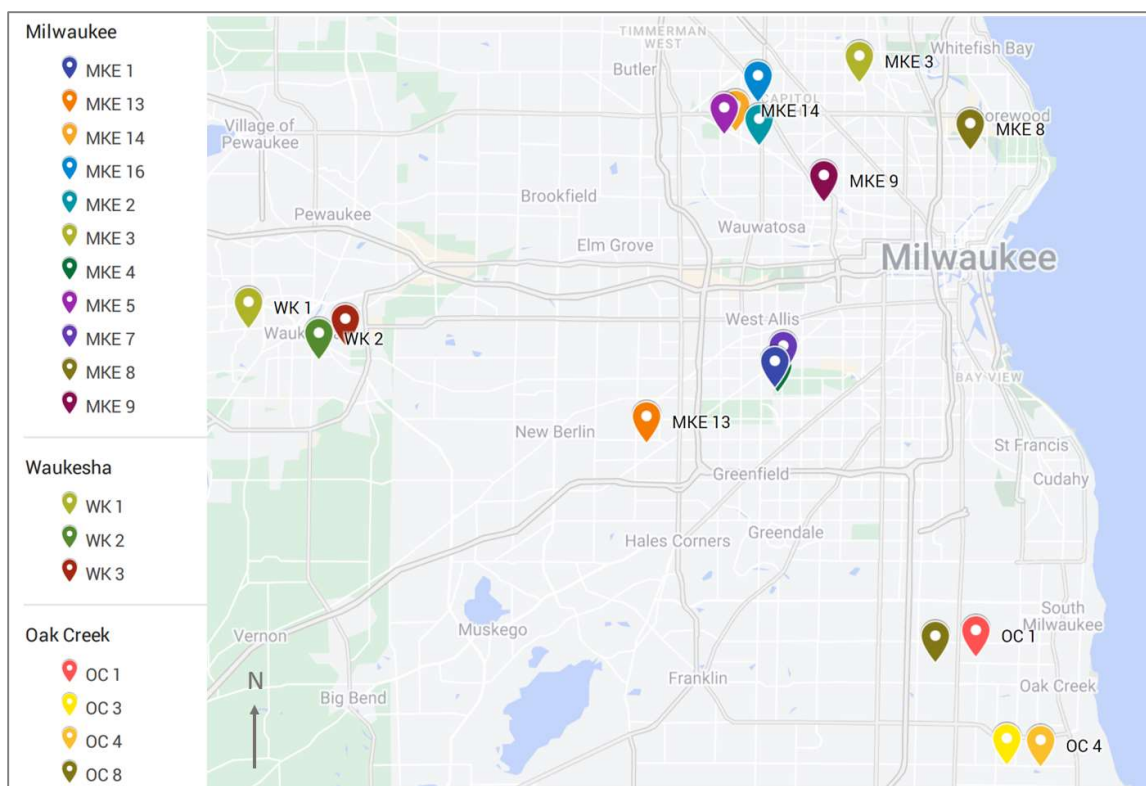 Milwaukee
MKE 1
MKE 13
MKE 14
MKE 16
MKE 2
MKE 3
MKE 4
MKE 5
MKE 7
MKE 8
MKE 9
Waukesha
WK 1
WK 2
WK 3
Oak Creek
OC 1
OC 3
OC 4
OC 8
TIMMERMAN
WEST
Whitefish Bay
Butler
MKE 3
CAPITOL
MKE 14
Village of
Pewaukee
MKE 8
MKE 9
Brookfield
Pewaukee
Wauwatosa
Elm Grove
Milwaukee
WK 1
WK 2
West Allis
BAY VIEW
MKE 13
New Berlin
St Francis
Greenfield
Cudahy
Greendale
Hales Corners
South
Milwaukee
Vernon
Muskego
OC 1
N
Franklin
Oak Creek
Big Bend
OC 4